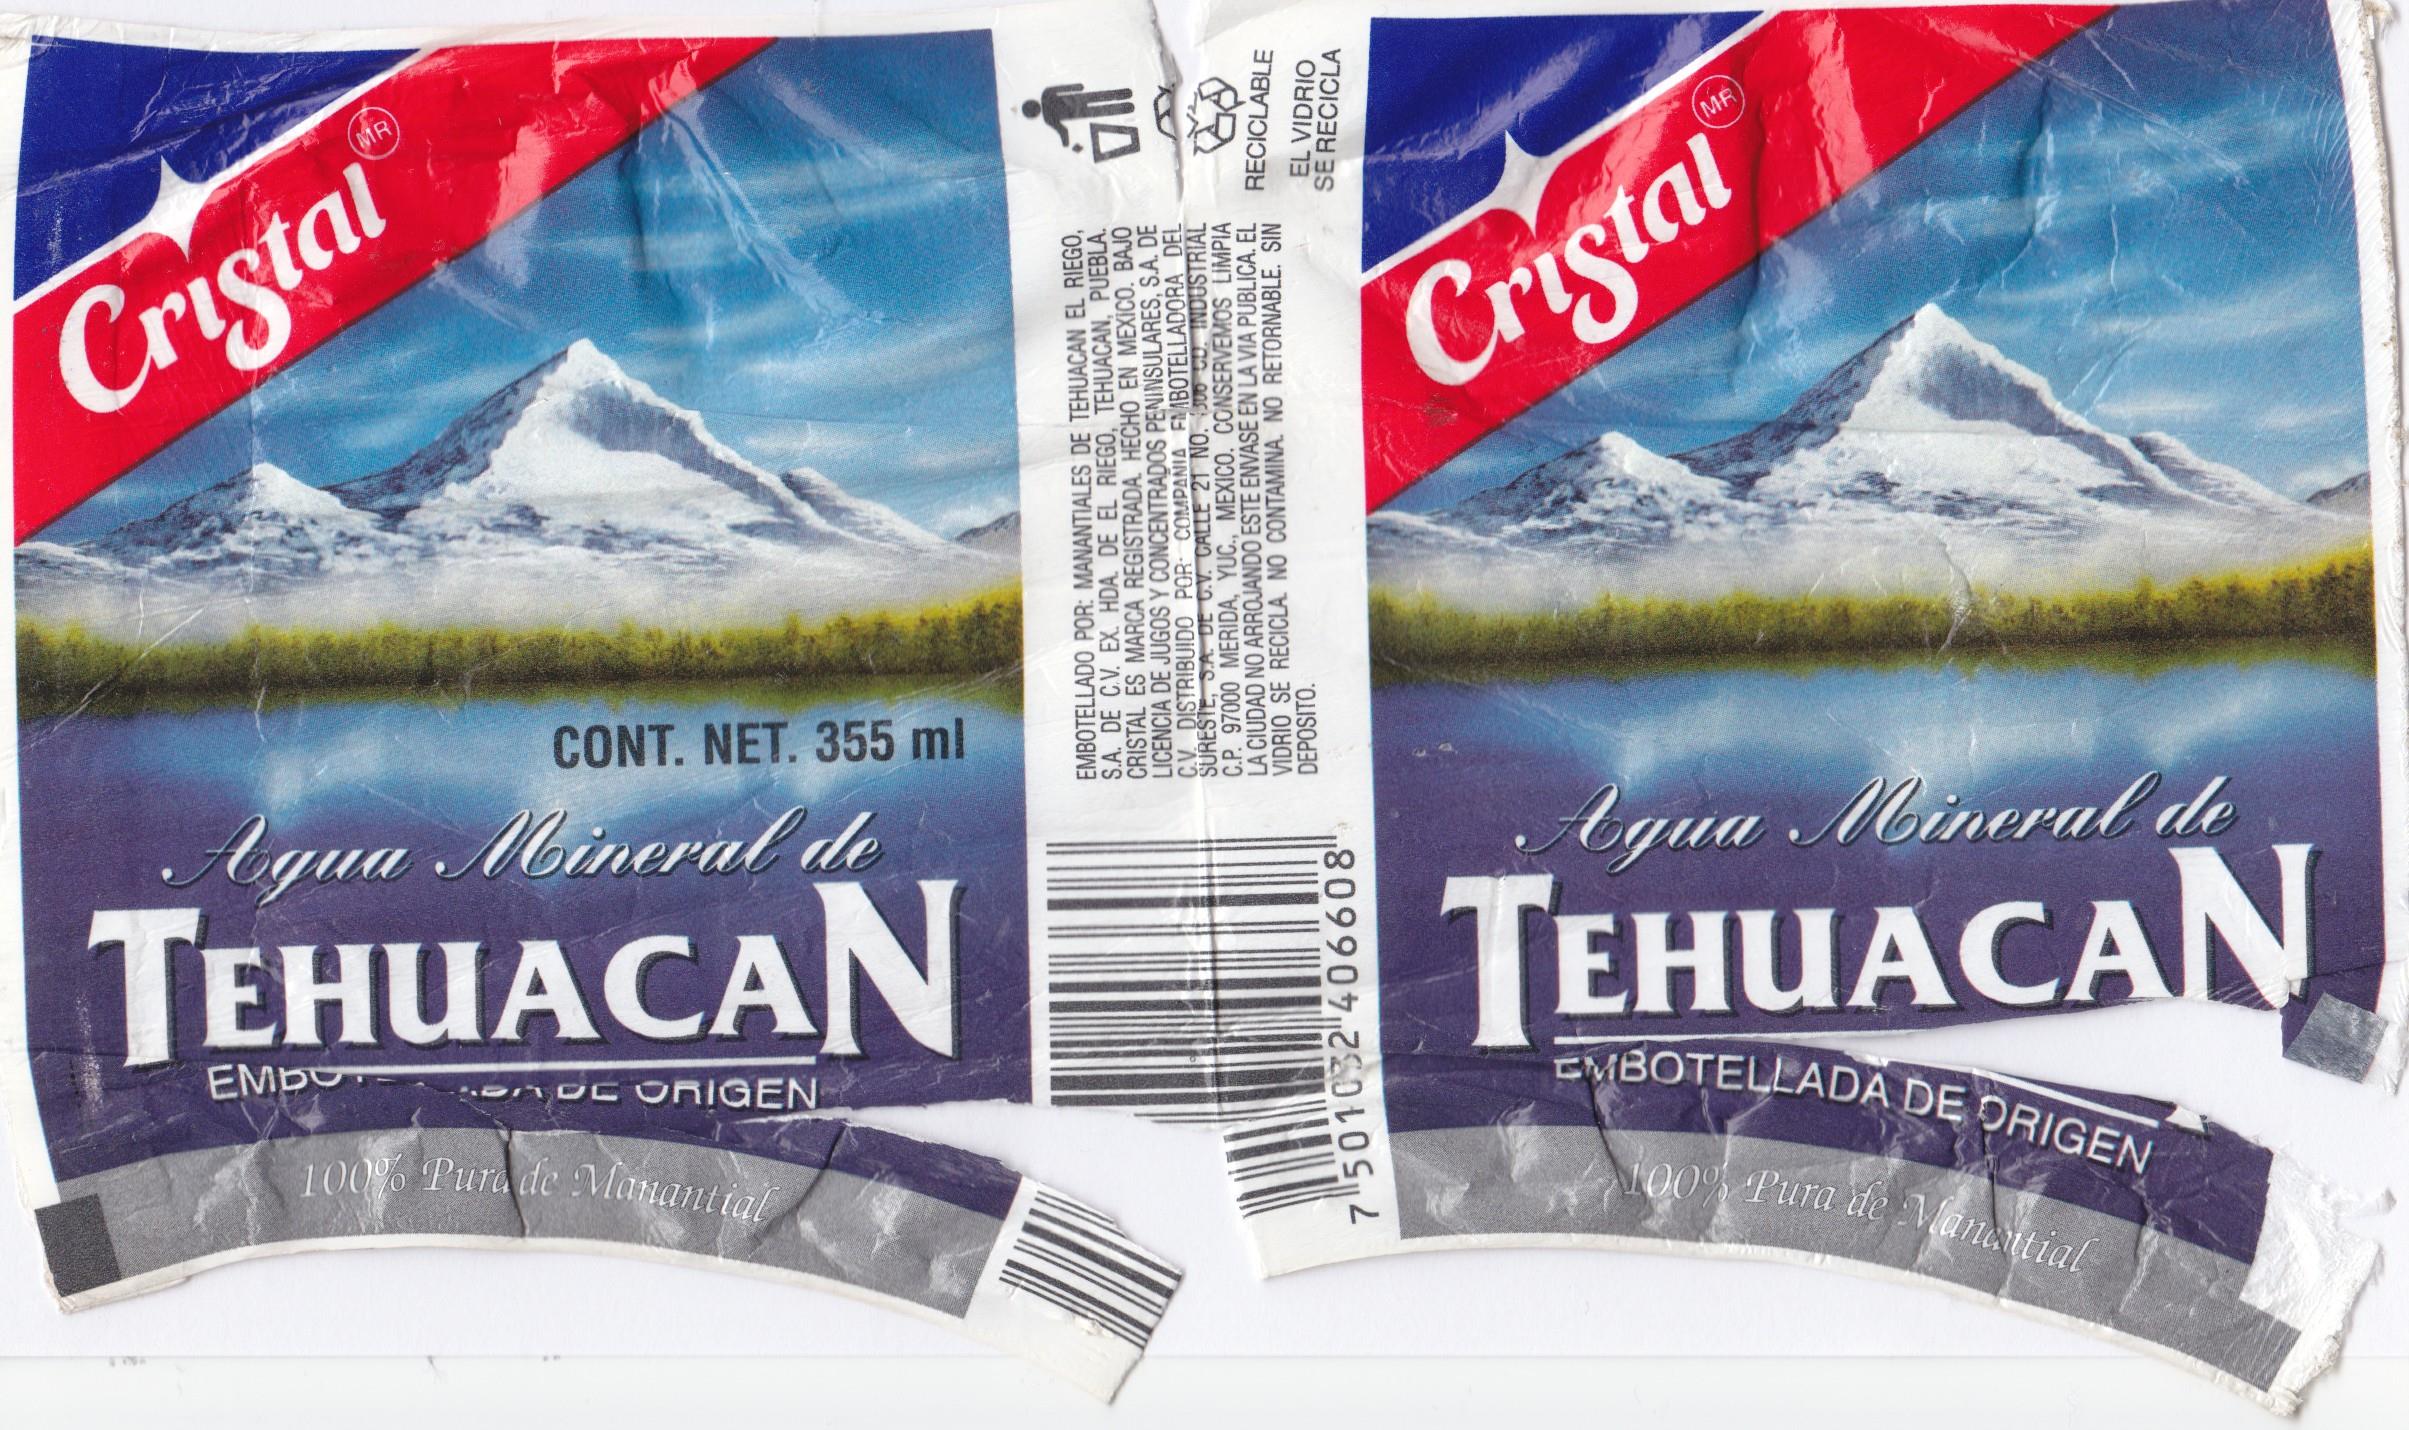 Cristal
MR
CONT. NET. 355 ml
Agua Mineral de
TEHUACAN
DE ORIGEN
100% Pura de Manantial
RECICLABLE
EL VIDRIO
SE RECICLA
EMBOTELLADO POR: MANANTIALES DE TEHUACAN EL RIEGO,
S.A. DE C.V. EX. HDA. DE EL RIEGO, TEHUACAN, PUEBLA.
CRISTAL ES MARCA REGISTRADA. HECHO EN MEXICO. BAJO
LICENCIA DE JUGOS Y CONCENTRADOS PENINSULARES, S.A. DE
C.V. DISTRIBUIDO POR: COMPAÑIA EMBOTELLADORA DEL
SURESTE, S.A. DE C.V. CALLE 21 NO. CD. INDUSTRIAL
C.P. 97000 MERIDA, YUC., MEXICO. CONSERVEMOS LIMPIA
LA CIUDAD NO ARROJANDO ESTE ENVASE EN LA VIA PUBLICA. EL
VIDRIO SE RECICLA. NO CONTAMINA. NO RETORNABLE. SIN
DEPOSITO.
7 501032 406608
Cristal
MR
Agua Mineral de
TEHUACAN
EMBOTELLADA DE ORIGEN
100% Pura de Manantial